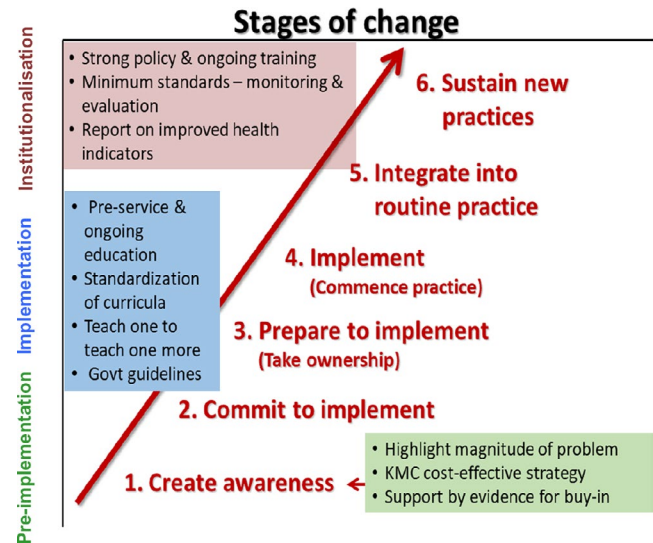 Stages of change
Institutionalisation
• Strong policy & ongoing training
• Minimum standards – monitoring &
evaluation
• Report on improved health
indicators
6. Sustain new
practices
5. Integrate into
routine practice
Implementation
• Pre-service &
ongoing
education
• Standardization
of curricula
• Teach one to
teach one more
• Govt guidelines
4. Implement
(Commence practice)
3. Prepare to implement
(Take ownership)
Pre-implementation
2. Commit to implement
1. Create awareness
• Highlight magnitude of problem
• KMC cost-effective strategy
• Support by evidence for buy-in